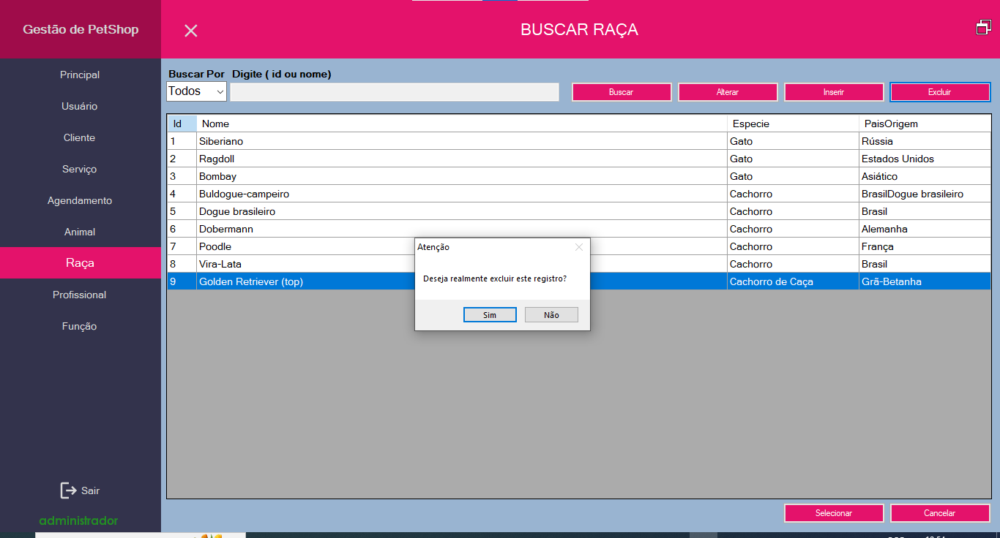 Gestão de PetShop
BUSCAR RAÇA
Principal
Usuário
Cliente
Serviço
Agendamento
Animal
Raça
Profissional
Função
Sair
administrador
Buscar Por Digite ( id ou nome)
Todos Buscar Alterar Inserir Excluir
Id Nome Especie PaisOrigem
1 Siberiano Gato Rússia
2 Ragdoll Gato Estados Unidos
3 Bombay Gato Asiático
4 Buldogue-campeiro Cachorro BrasilDogue brasileiro
5 Dogue brasileiro Cachorro Brasil
6 Dobermann Cachorro Alemanha
7 Poodle Cachorro França
8 Vira-Lata Cachorro Brasil
9 Golden Retriever (top) Cachorro de Caça Grã-Betanha
Atenção
Deseja realmente excluir este registro?
Sim Não
Selecionar Cancelar